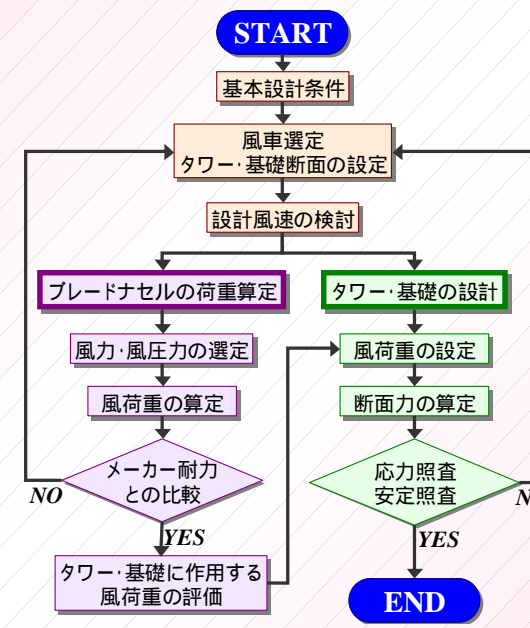 START
基本設計条件
風車選定
タワー・基礎断面の設定
設計風速の検討
ブレードナセルの荷重算定
タワー・基礎の設計
風力・風圧力の選定
風荷重の設定
風荷重の算定
断面力の算定
メーカー耐力
との比較
応力照査
安定照査
NO
N
YES
YES
タワー・基礎に作用する
風荷重の評価
END